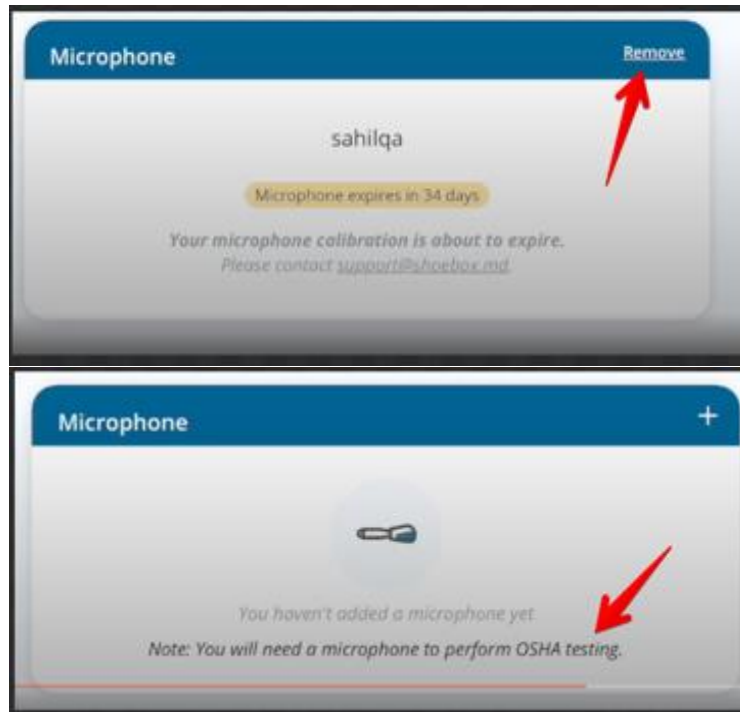 Microphone
Remove
sahilqa
Microphone expires in 34 days
Your microphone calibration is about to expire.
Please contact support@shoebox.md.
Microphone
+
You haven't added a microphone yet
Note: You will need a microphone to perform OSHA testing.